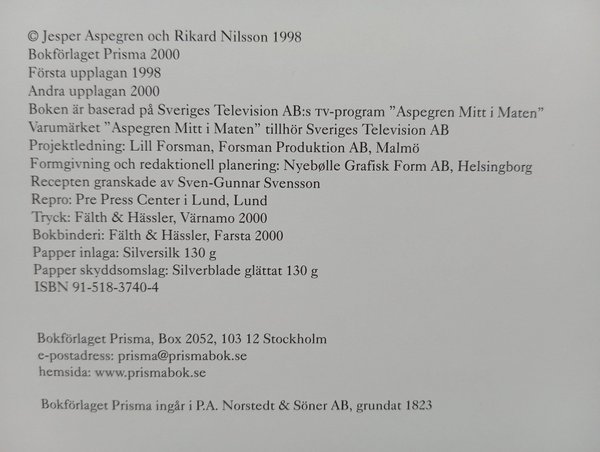 © Jesper Aspegren och Rikard Nilsson 1998
Bokförlaget Prisma 2000
Första upplagan 1998
Andra upplagan 2000
Boken är baserad på Sveriges Television AB:s TV-program ”Aspegren Mitt i Maten”
Varumärket ”Aspegren Mitt i Maten” tillhör Sveriges Television AB
Projektledning: Lill Forsman, Forsman Produktion AB, Malmö
Formgivning och redaktionell planering: Nyebølle Grafisk Form AB, Helsingborg
Recepten granskade av Sven-Gunnar Svensson
Repro: Pre Press Center i Lund, Lund
Tryck: Fälth & Hässler, Värnamo 2000
Bokbinderi: Fälth & Hässler, Farsta 2000
Papper inlaga: Silversilk 130 g
Papper skyddsomslag: Silverblade glättat 130 g
ISBN 91-518-3740-4
Bokförlaget Prisma, Box 2052, 103 12 Stockholm
e-postadress: prisma@prismabok.se
hemsida: www.prismabok.se
Bokförlaget Prisma ingår i P.A. Norstedt & Söner AB, grundat 1823